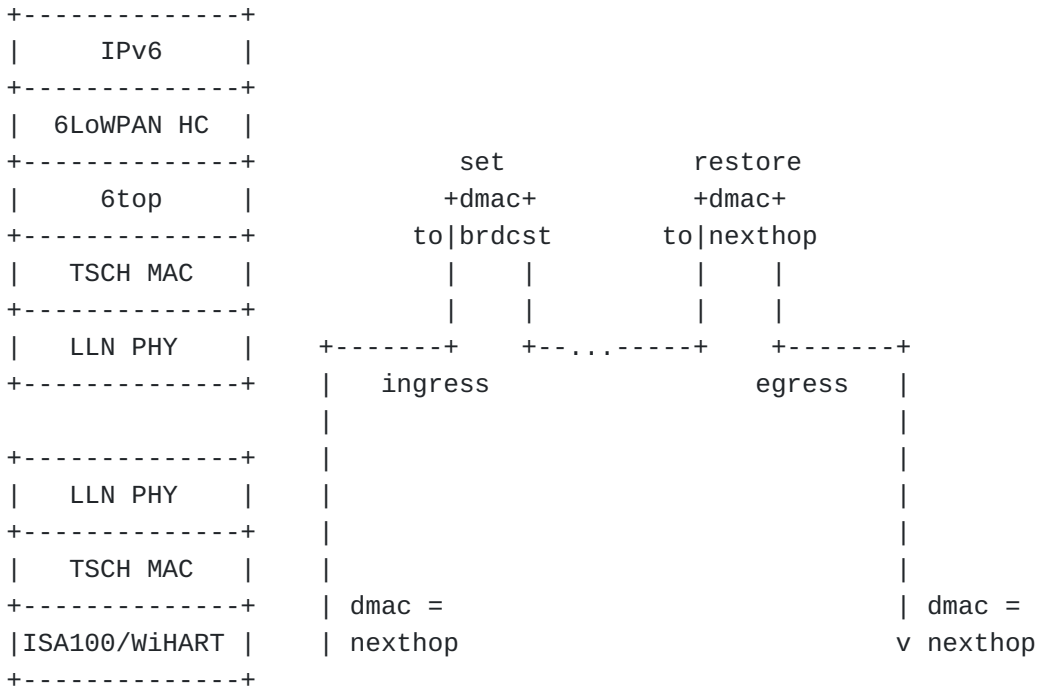 +--------------+
|     IPv6     |
+--------------+
|  6LoWPAN HC  |
+--------------+             set            restore
|     6top     |            +dmac+          +dmac+
+--------------+          to|brdcst       to|nexthop
|   TSCH MAC   |            |    |          |    |
+--------------+            |    |          |    |
|   LLN PHY    |    +-------+    +--...-----+    +-------+
+--------------+    |   ingress                 egress   |
                    |                                    |
+--------------+    |                                    |
|   LLN PHY    |    |                                    |
+--------------+    |                                    |
|   TSCH MAC   |    |                                    |
+--------------+    | dmac =                             | dmac =
|ISA100/WiHART |    | nexthop                            v nexthop
+--------------+